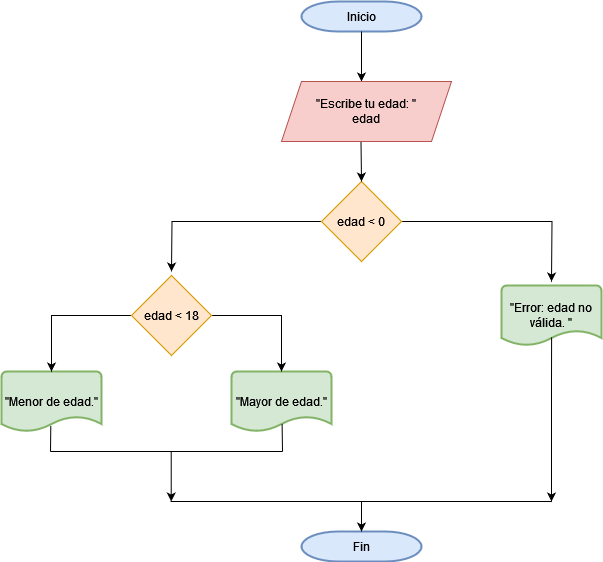 Inicio
"Escribe tu edad: "
edad
edad < 0
edad < 18
"Error: edad no
válida. "
"Menor de edad."
"Mayor de edad."
Fin